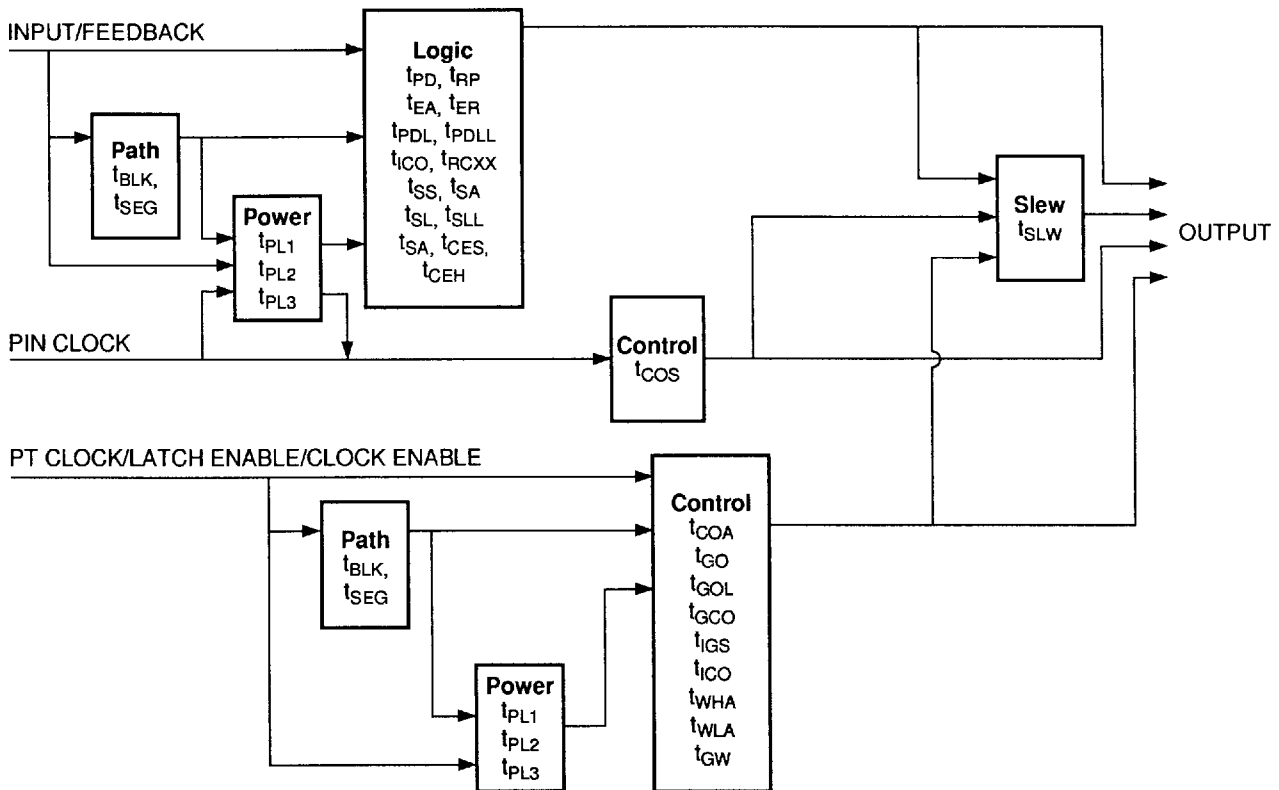 INPUT/FEEDBACK
Path
tBLK,
tSEG
Power
tPL1
tPL2
tPL3
Logic
tPD, tRP
tEA, tER
tPDL, tPDLL
tICO, tRCXX
tSS, tSA
tSL, tSLL
tSA, tCES,
tCEH
Slew
tSLW
OUTPUT
PIN CLOCK
Control
tCOS
PT CLOCK/LATCH ENABLE/CLOCK ENABLE
Path
tBLK,
tSEG
Power
tPL1
tPL2
tPL3
Control
tCOA
tGO
tGOL
tGCO
tIGS
tICO
tWHA
tWLA
tGW